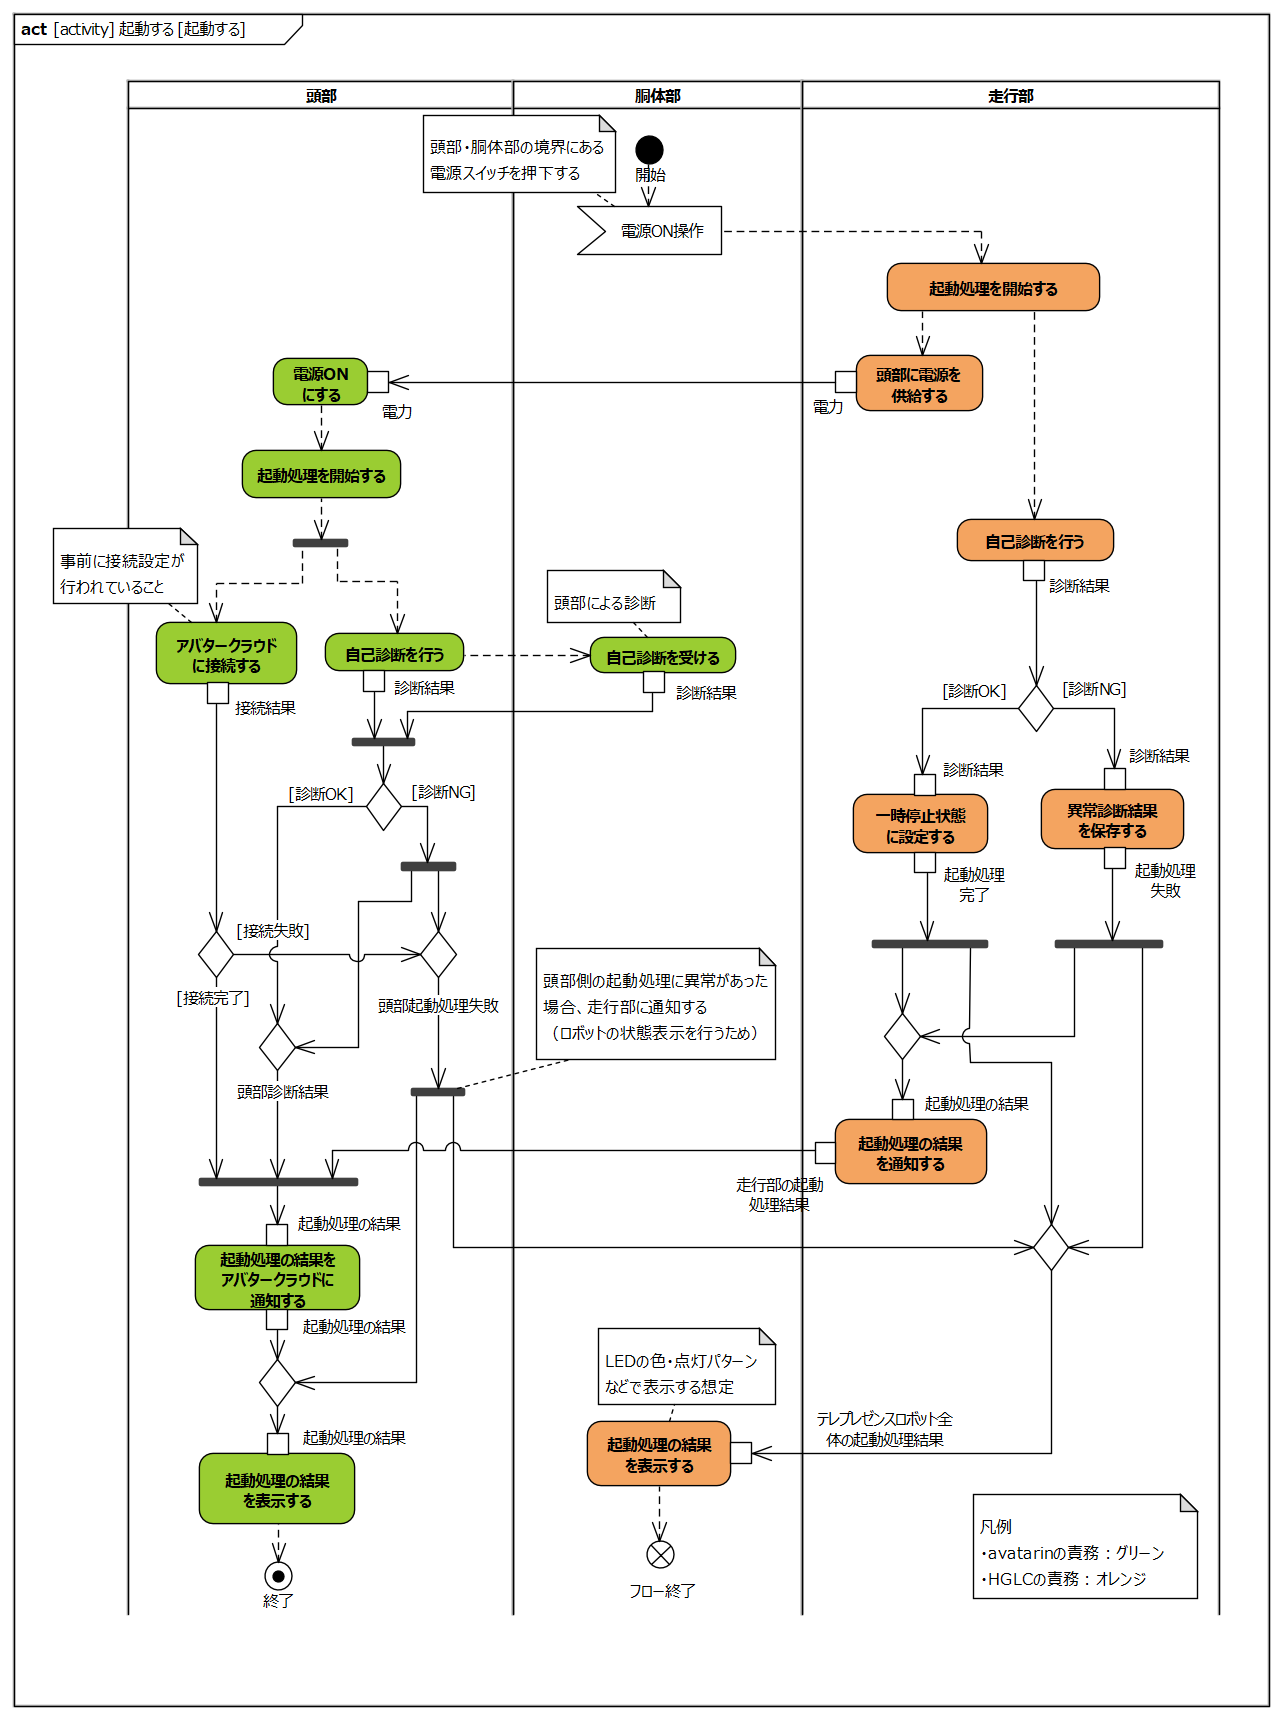 act [activity] 起動する [起動する]
頭部
胴体部
走行部
頭部・胴体部の境界にある
電源スイッチを押下する
開始
電源ON操作
起動処理を開始する
電源ON
にする
電力
頭部に電源を
供給する
電力
起動処理を開始する
自己診断を行う
診断結果
事前に接続設定が
行われていること
頭部による診断
アバタークラウド
に接続する
接続結果
自己診断を行う
診断結果
自己診断を受ける
診断結果
[診断OK]
[診断NG]
診断結果
診断結果
[診断OK]
[診断NG]
一時停止状態
に設定する
異常診断結果
を保存する
起動処理
完了
起動処理
失敗
[接続失敗]
[接続完了]
頭部起動処理失敗
頭部側の起動処理に異常があった
場合、走行部に通知する
（ロボットの状態表示を行うため）
頭部診断結果
起動処理の結果
起動処理の結果
を通知する
走行部の起動
処理結果
起動処理の結果
起動処理の結果を
アバタークラウドに
通知する
起動処理の結果
LEDの色・点灯パターン
などで表示する想定
テレプレゼンスロボット全
体の起動処理結果
起動処理の結果
起動処理の結果
を表示する
起動処理の結果
を表示する
終了
フロー終了
凡例
・avatarinの責務：グリーン
・HGLCの責務：オレンジ